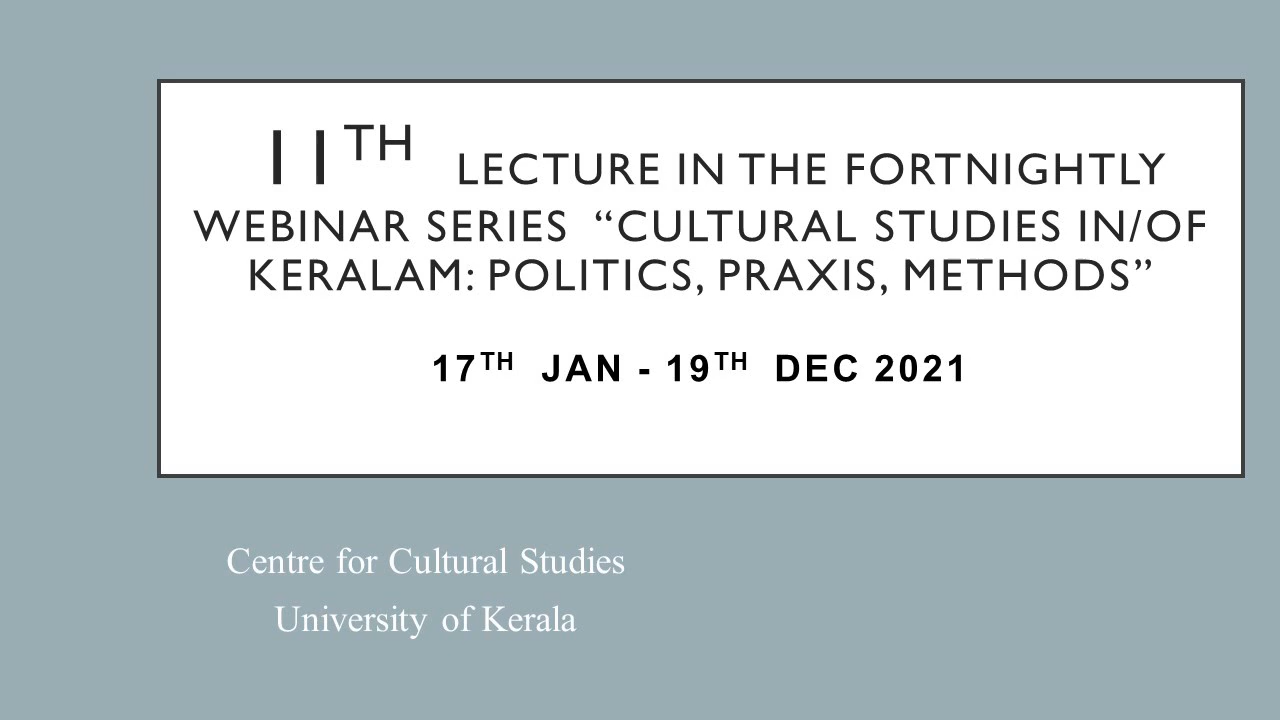 11TH LECTURE IN THE FORTNIGHTLY
WEBINAR SERIES “CULTURAL STUDIES IN/OF
KERALAM: POLITICS, PRAXIS, METHODS”
17TH JAN - 19TH DEC 2021
Centre for Cultural Studies
University of Kerala